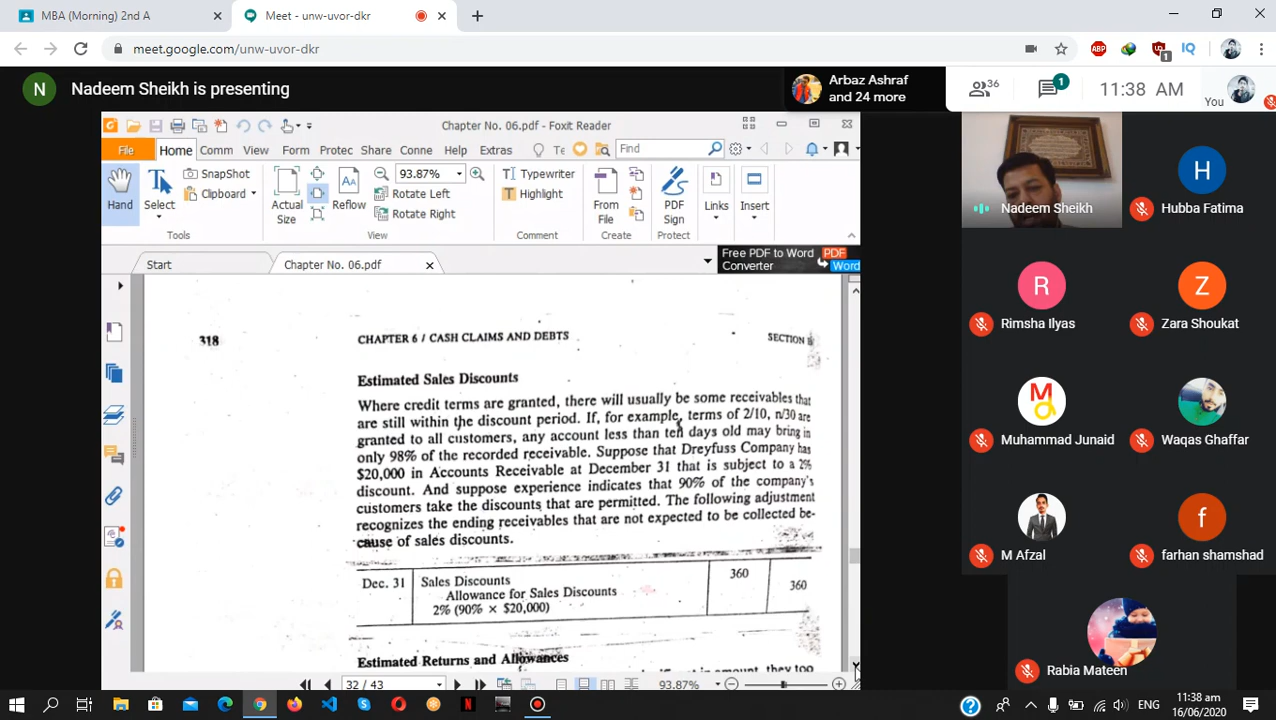 MBA (Morning) 2nd A
Meet - unw-uvor-dkr
meet.google.com/unw-uvor-dkr
ABP
1
IQ
N
Nadeem Sheikh is presenting
Arbaz Ashraf
and 24 more
36
1
11:38 AM
You
Chapter No. 06.pdf - Foxit Reader
File
Home
Comm
View
Form
Protec
Share
Conne
Help
Extras
Te
Find
Hand
Select
SnapShot
Clipboard
Actual
Size
Reflow
93.87%
Rotate Left
Rotate Right
Typewriter
Highlight
From
File
PDF
Sign
Links
Insert
Tools
View
Comment
Create
Protect
Start
Chapter No. 06.pdf
Free PDF to Word
Converter
PDF
Word
318
CHAPTER 6 / CASH CLAIMS AND DEBTS
SECTION
Estimated Sales Discounts
Where credit terms are granted, there will usually be some receivables that
are still within the discount period. If, for example, terms of 2/10, n/30 are
granted to all customers, any account less than ten days old may bring in
only 98% of the recorded receivable. Suppose that Dreyfuss Company has
$20,000 in Accounts Receivable at December 31 that is subject to a 2%
discount. And suppose experience indicates that 90% of the company's
customers take the discounts that are permitted. The following adjustment
recognizes the ending receivables that are not expected to be collected be-
cause of sales discounts.
Dec. 31
Sales Discounts
360
Allowance for Sales Discounts
360
2% (90% × $20,000)
Estimated Returns and Allowances
in amount, they too
32 / 43
93.87%
Nadeem Sheikh
H
Hubba Fatima
R
Rimsha Ilyas
Z
Zara Shoukat
Muhammad Junaid
Waqas Ghaffar
M Afzal
f
farhan shamshad
Rabia Mateen
ENG
11:38 am
16/06/2020